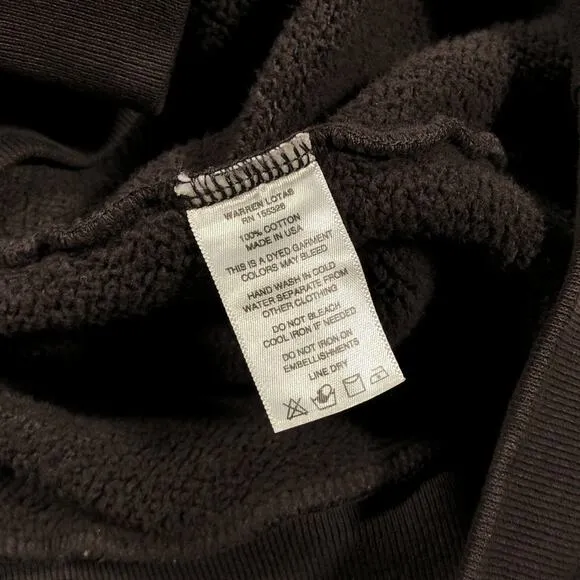 WARREN LOTAS
RN 155328
100% COTTON
MADE IN USA
THIS IS A DYED GARMENT
COLORS MAY BLEED
HAND WASH IN COLD
WATER SEPARATE FROM
OTHER CLOTHING
DO NOT BLEACH
COOL IRON IF NEEDED
DO NOT IRON ON
EMBELLISHMENTS
LINE DRY